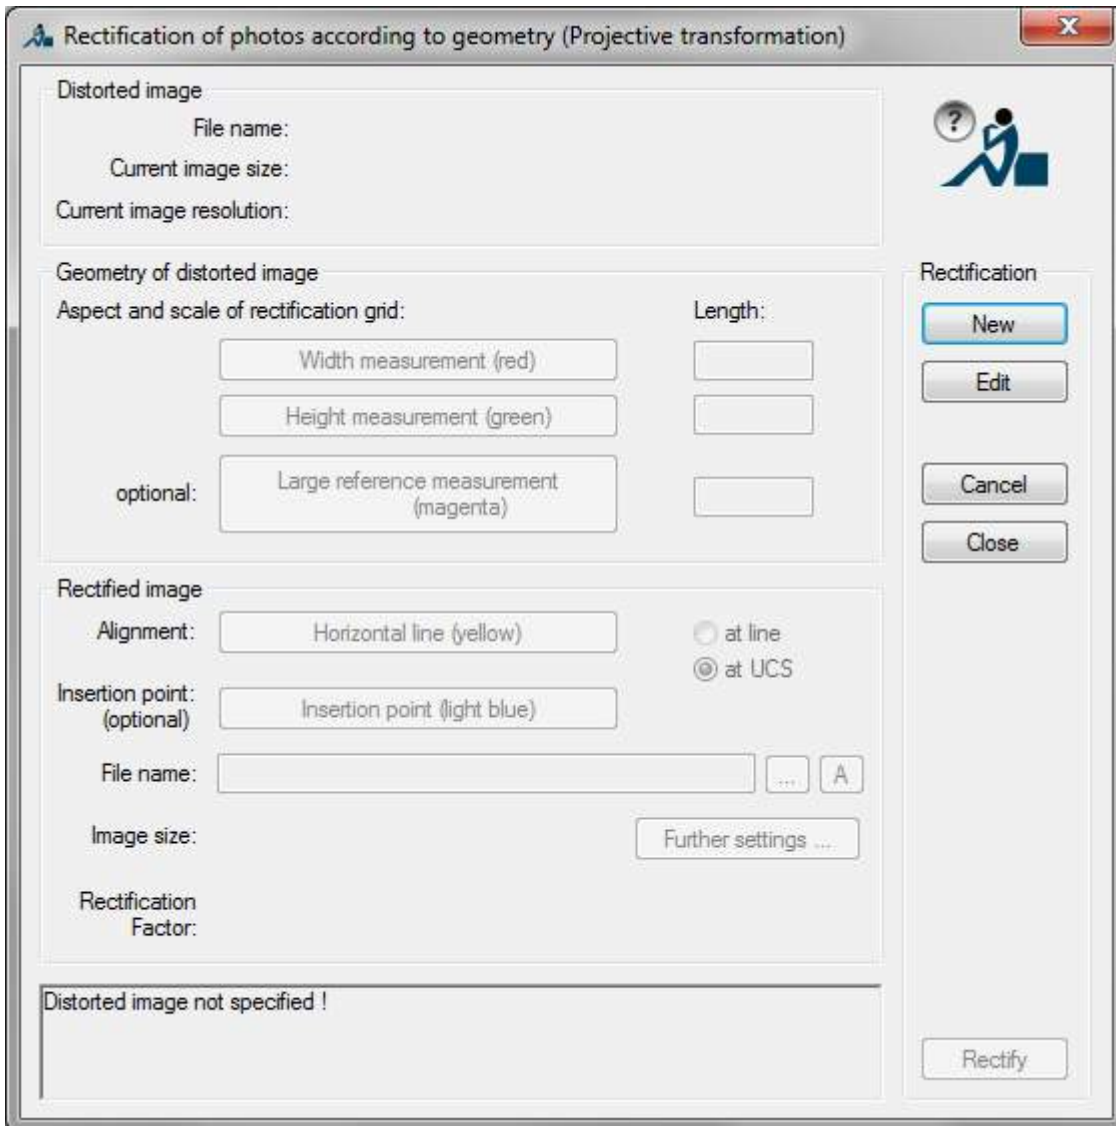 Rectification of photos according to geometry (Projective transformation)
X
Distorted image
File name:
Current image size:
Current image resolution:
?
Geometry of distorted image
Aspect and scale of rectification grid:
Length:
Width measurement (red)
Height measurement (green)
optional:
Large reference measurement
(magenta)
Rectified image
Alignment:
Horizontal line (yellow)
at line
at UCS
Insertion point:
(optional)
Insertion point (light blue)
File name:
...
A
Image size:
Further settings ...
Rectification
Factor:
Distorted image not specified !
Rectification
New
Edit
Cancel
Close
Rectify